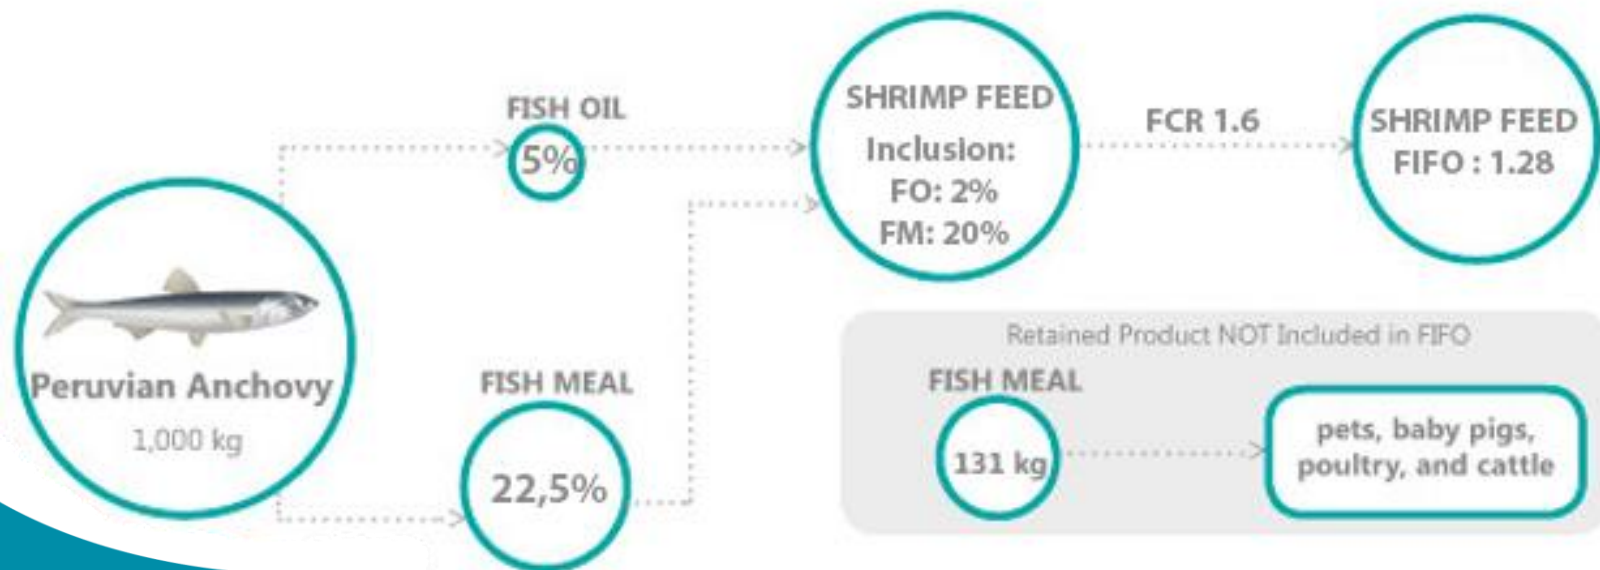 FISH OIL
5%
SHRIMP FEED
Inclusion:
FO: 2%
FM: 20%
FCR 1.6
SHRIMP FEED
FIFO : 1.28
Peruvian Anchovy
1,000 kg
FISH MEAL
22,5%
Retained Product NOT Included in FIFO
FISH MEAL
131 kg
pets, baby pigs,
poultry, and cattle